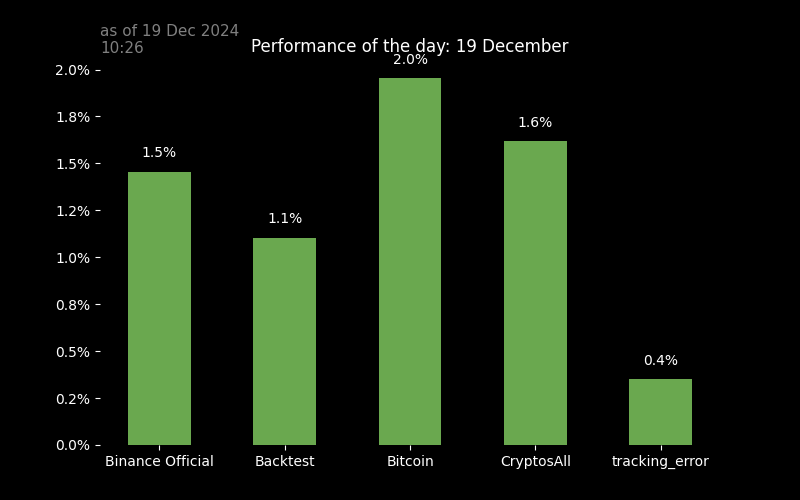 as of 19 Dec 2024
10:26
Performance of the day: 19 December
2.0%
1.8%
1.5%
1.2%
1.0%
0.8%
0.5%
0.2%
0.0%
1.5%
1.1%
2.0%
1.6%
0.4%
Binance Official
Backtest
Bitcoin
CryptosAll
tracking_error